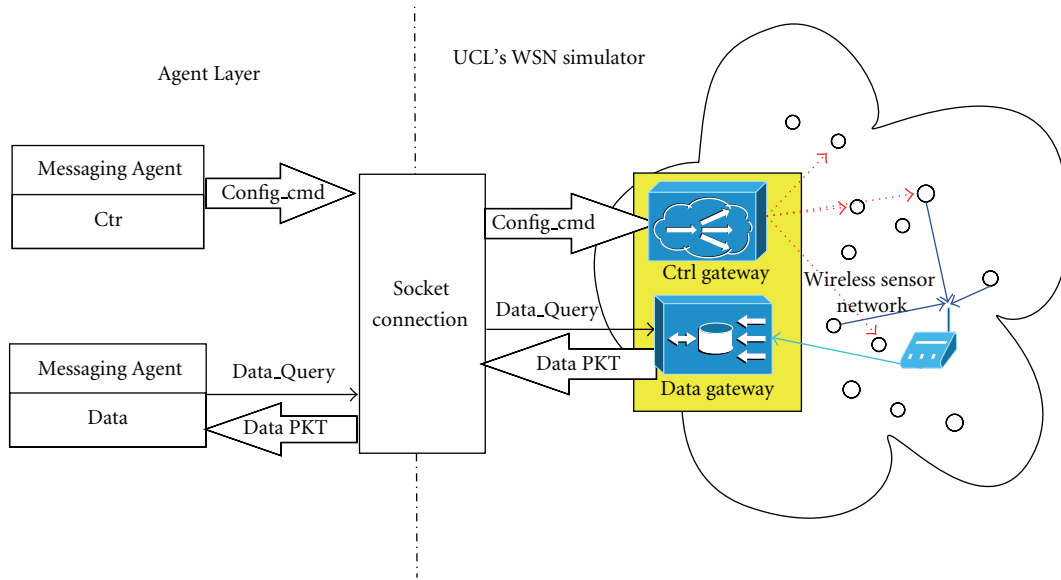 UCL's WSN simulator
Agent Layer
Messaging Agent
Ctr
Config_cmd
Config_cmd
Ctrl gateway
Wireless sensor
network
Socket
connection
Data_Query
Data PKT
Data gateway
Messaging Agent
Data
Data_Query
Data PKT